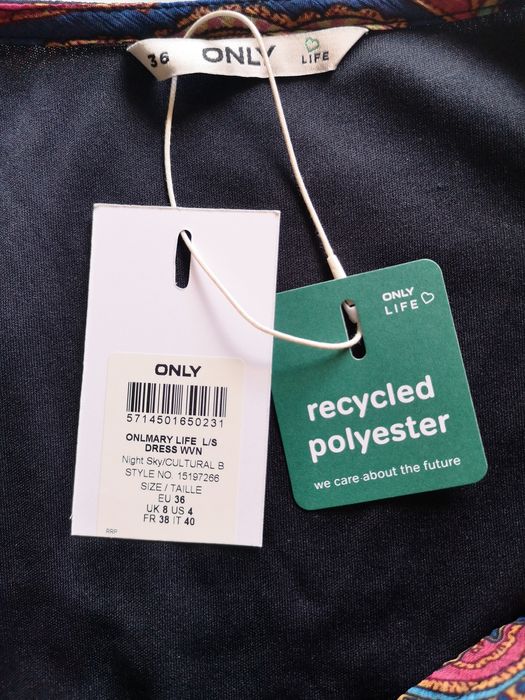 36 ONLY LIFE
ONLY
5714501650231
ONLMARY LIFE L/S
DRESS WVN
Night Sky/CULTURAL B
STYLE NO. 15197266
SIZE / TAILLE
EU 36
UK 8 US 4
FR 38 IT 40
RRP
ONLY
LIFE
recycled
polyester
we care about the future